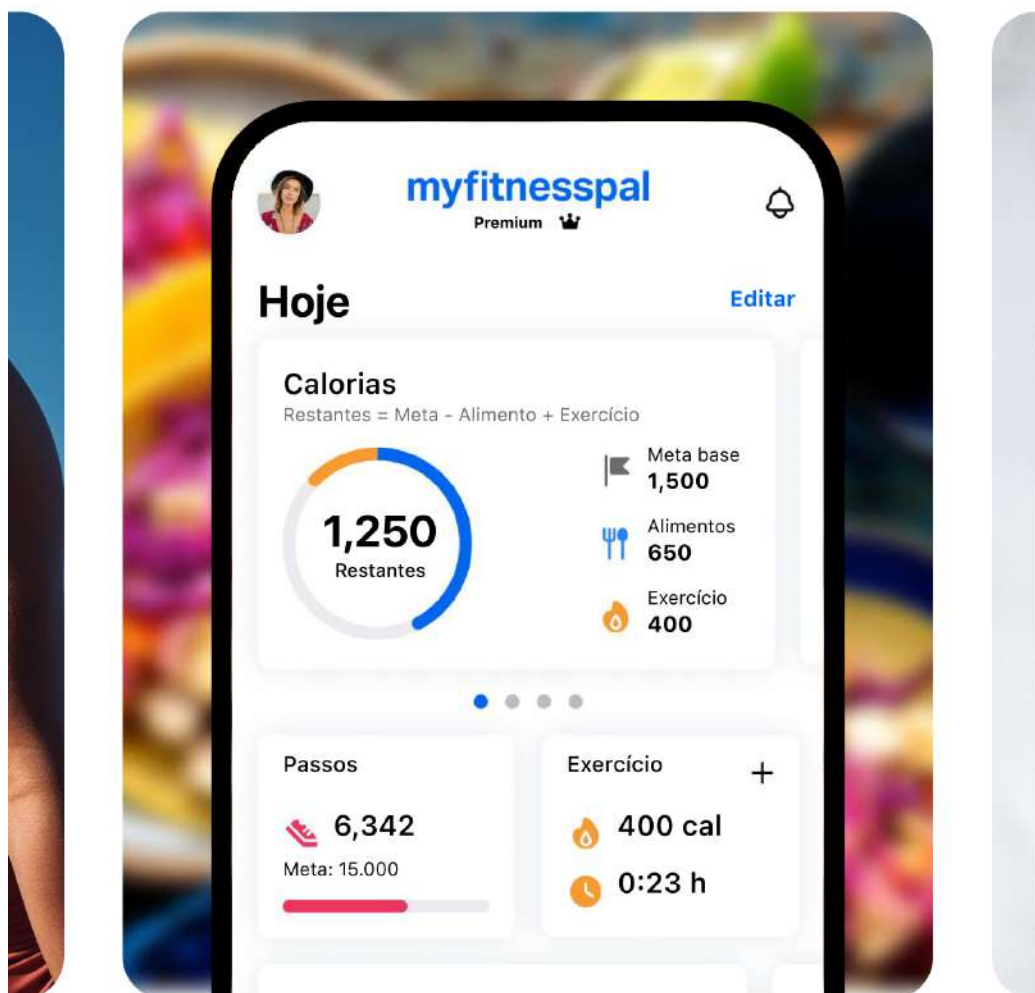 myfitnesspal
Premium
Hoje
Editar
Calorias
Restantes = Meta - Alimento + Exercício
1,250
Restantes
Meta base
1,500
Alimentos
650
Exercício
400
Passos
6,342
Meta: 15.000
Exercício
+
400 cal
0:23 h